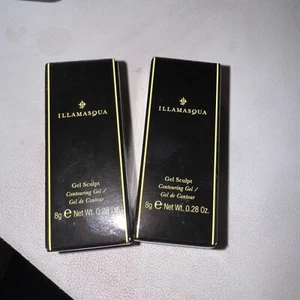 ILLAMASQUA
Gel Sculpt
Contouring Gel /
Gel de Contour
8g e Net Wt. 0.28 Oz.
ILLAMASQUA
Gel Sculpt
Contouring Gel /
Gel de Contour
8g e Net Wt. 0.28 Oz.